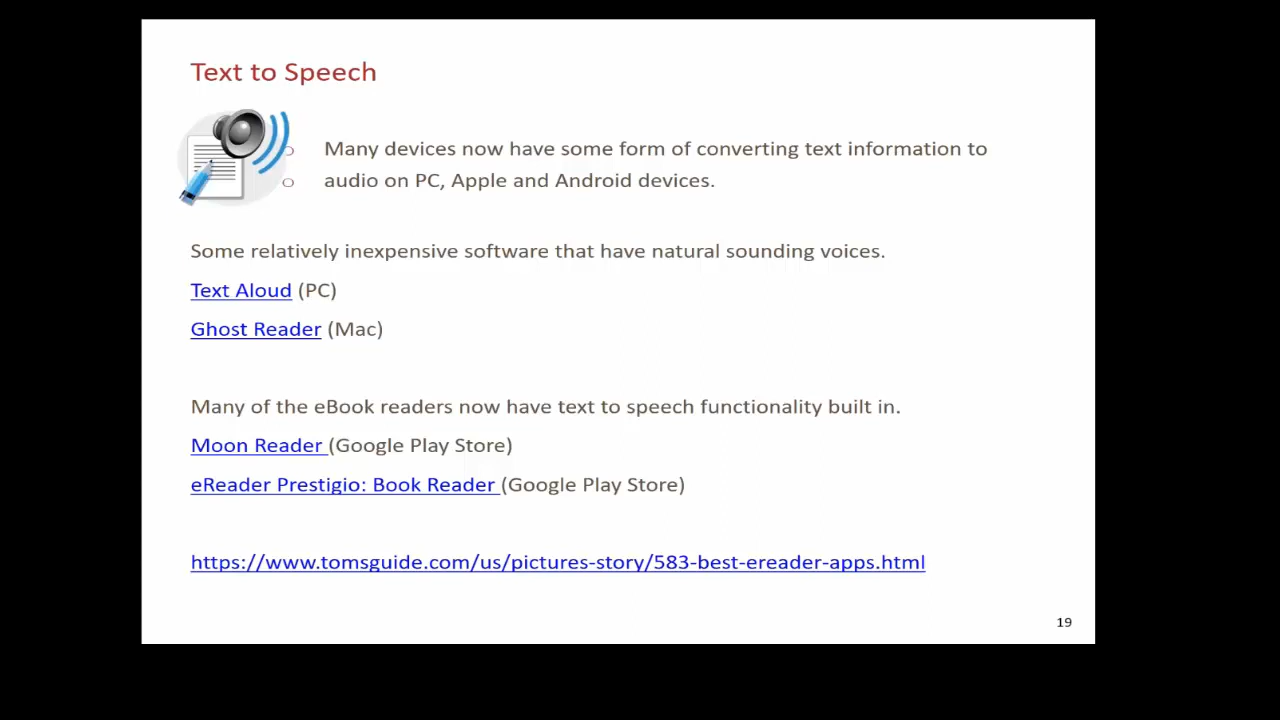 Text to Speech
Many devices now have some form of converting text information to
audio on PC, Apple and Android devices.
Some relatively inexpensive software that have natural sounding voices.
Text Aloud (PC)
Ghost Reader (Mac)
Many of the eBook readers now have text to speech functionality built in.
Moon Reader (Google Play Store)
eReader Prestigio: Book Reader (Google Play Store)
https://www.tomsguide.com/us/pictures-story/583-best-ereader-apps.html
19